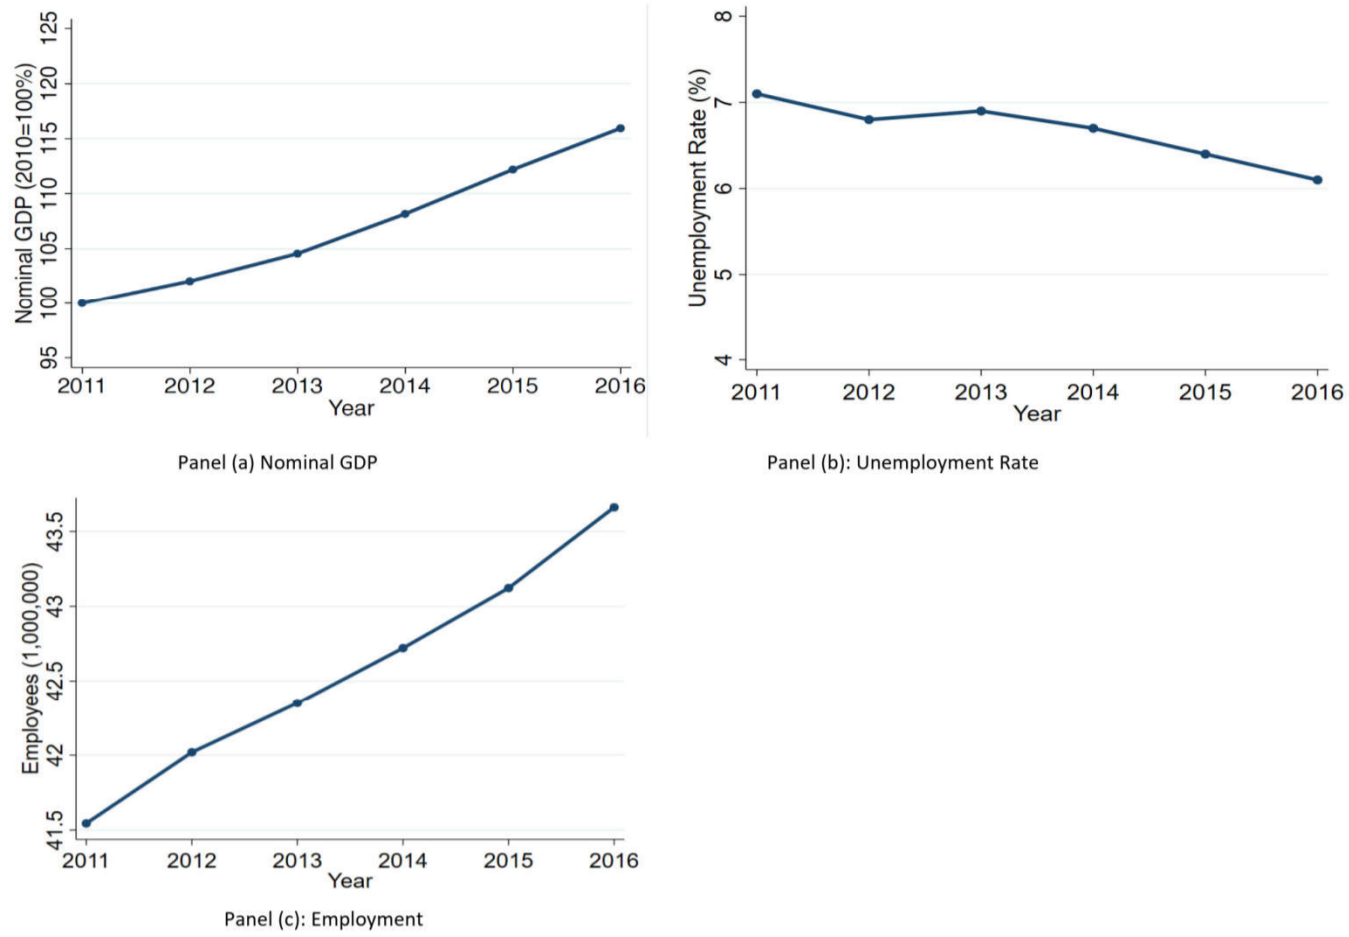 Nominal GDP (2010=100%)
125
120
115
110
105
100
95
2011 2012 2013 2014 2015 2016
Year
Panel (a) Nominal GDP
Unemployment Rate (%)
8
7
6
5
4
2011 2012 2013 2014 2015 2016
Year
Panel (b): Unemployment Rate
Employees (1,000,000)
43.5
43
42.5
42
41.5
2011 2012 2013 2014 2015 2016
Year
Panel (c): Employment